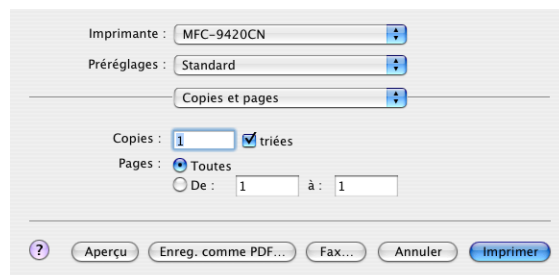 Imprimante : MFC-9420CN
Préréglages : Standard
Copies et pages
Copies : 1 triées
Pages : Toutes
De : 1 à : 1
? Aperçu Enreg. comme PDF... Fax... Annuler Imprimer